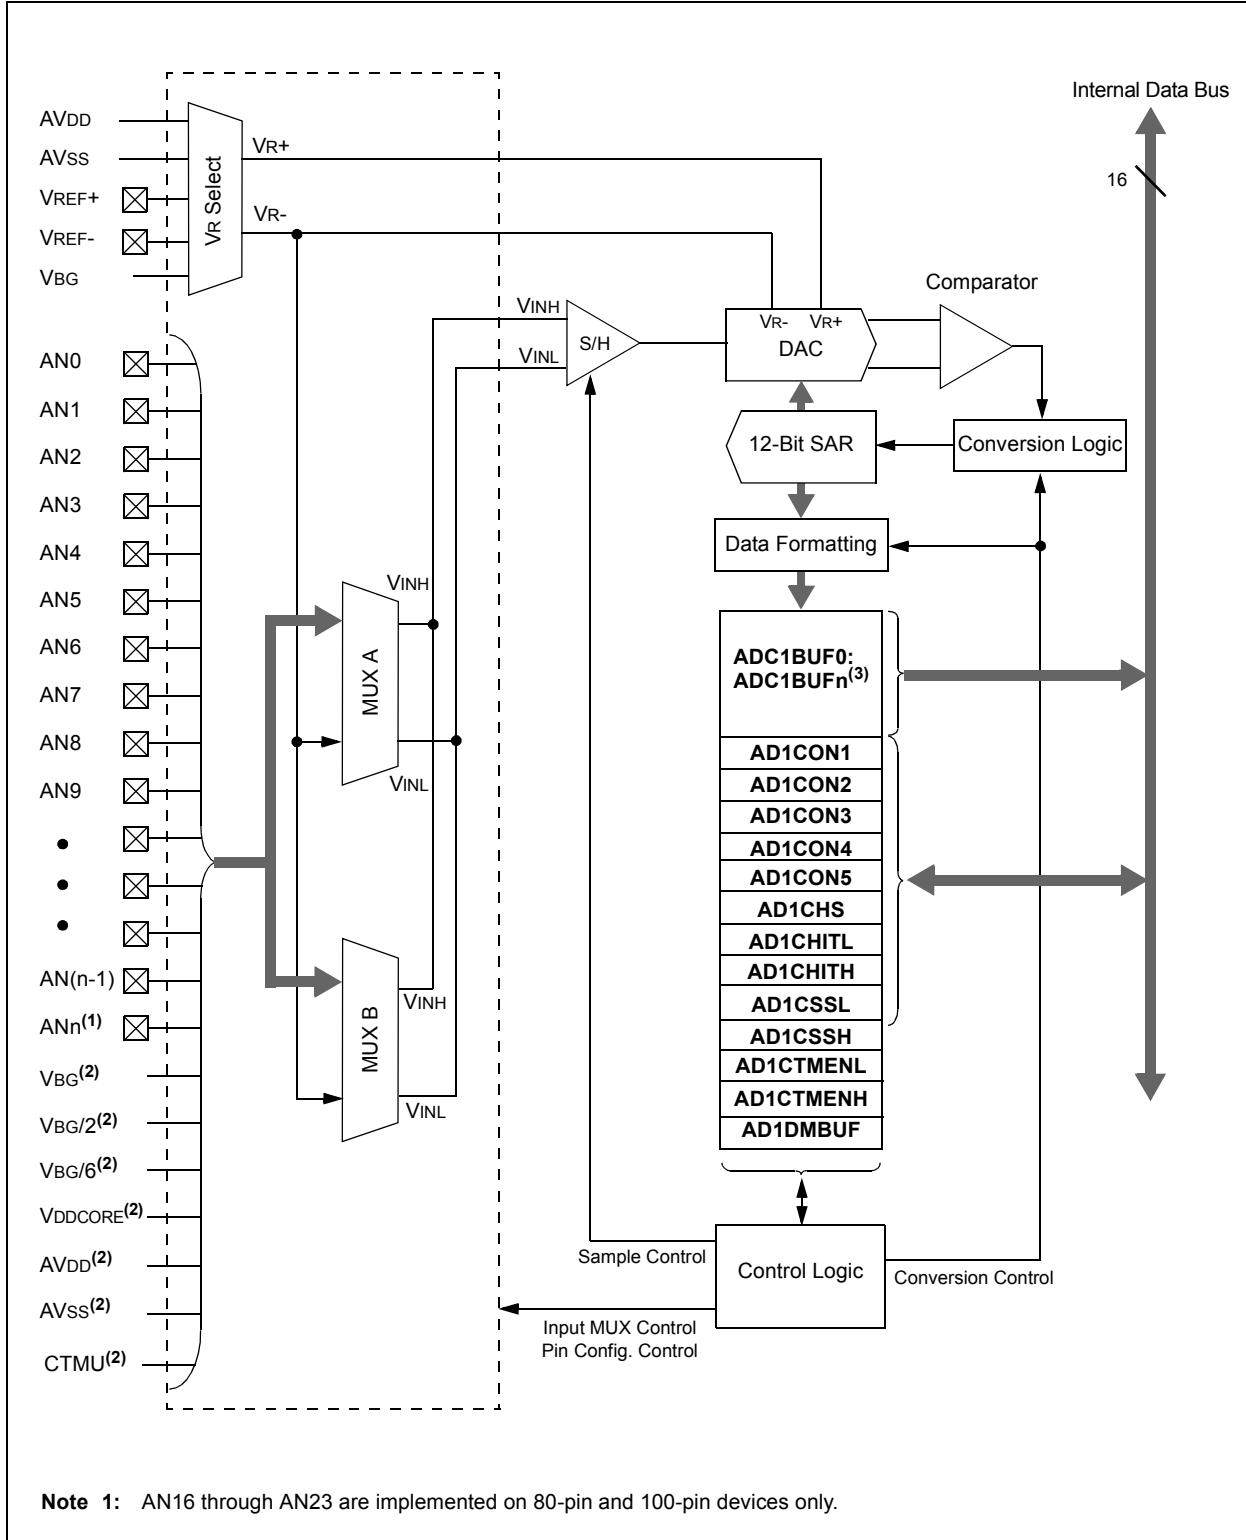 Internal Data Bus
16
AVDD
AVSS
VREF+
VREF-
VBG
VR Select
VR+
VR-
Comparator
VINH
VINL
S/H
VR- VR+
DAC
12-Bit SAR
Conversion Logic
Data Formatting
AN0
AN1
AN2
AN3
AN4
AN5
AN6
AN7
AN8
AN9
AN(n-1)
ANn(1)
VBG(2)
VBG/2(2)
VBG/6(2)
VDDCORE(2)
AVDD(2)
AVSS(2)
CTMU(2)
VINH
MUX A
VINL
VINH
MUX B
VINL
ADC1BUF0:
ADC1BUFn(3)
AD1CON1
AD1CON2
AD1CON3
AD1CON4
AD1CON5
AD1CHS
AD1CHITL
AD1CHITH
AD1CSSL
AD1CSSH
AD1CTMENL
AD1CTMENH
AD1DMBUF
Sample Control
Control Logic
Conversion Control
Input MUX Control
Pin Config. Control
Note 1: AN16 through AN23 are implemented on 80-pin and 100-pin devices only.